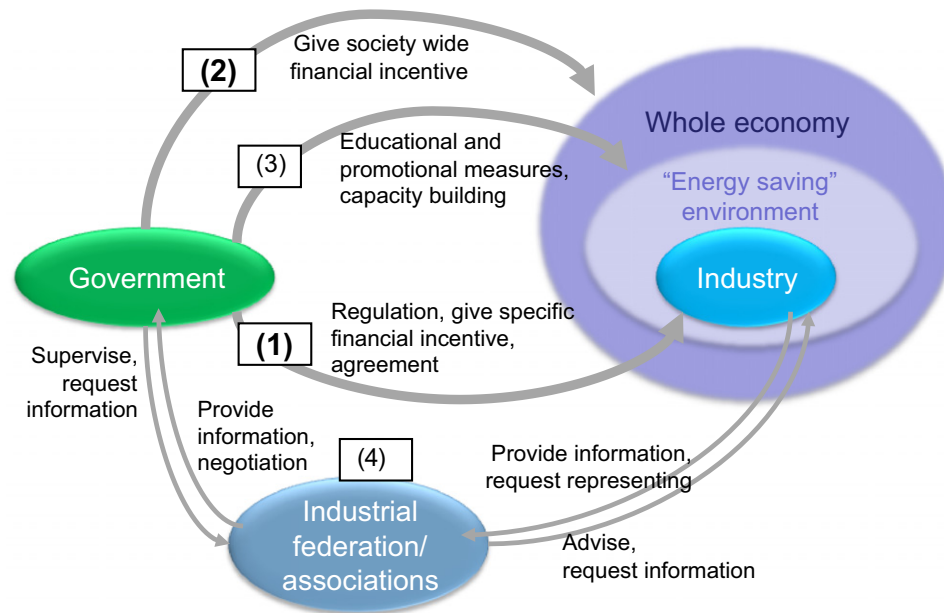 (2)
Give society wide
financial incentive
Whole economy
(3)
Educational and
promotional measures,
capacity building
“Energy saving”
environment
Government
Industry
(1)
Regulation, give specific
financial incentive,
agreement
Supervise,
request
information
Provide
information,
negotiation
(4)
Provide information,
request representing
Industrial
federation/
associations
Advise,
request information